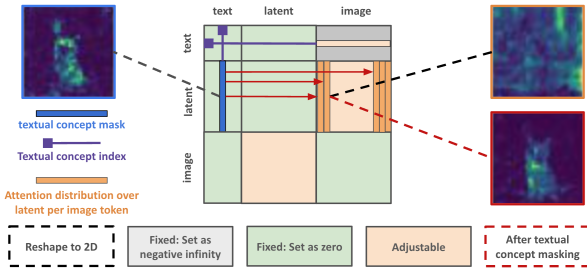 text latent image
text
latent
image
textual concept mask
Textual concept index
Attention distribution over
latent per image token
Reshape to 2D
Fixed: Set as
negative infinity
Fixed: Set as zero
Adjustable
After textual
concept masking